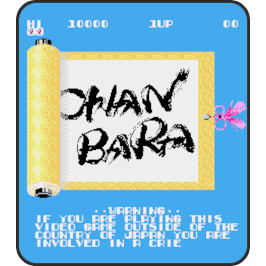 HI 10000 1UP 00
CHAN
BARA
··WARNING··
IF YOU ARE PLAYING THIS
VIDEO GAME OUTSIDE OF THE
COUNTRY OF JAPAN YOU ARE
INVOLVED IN A CRIE